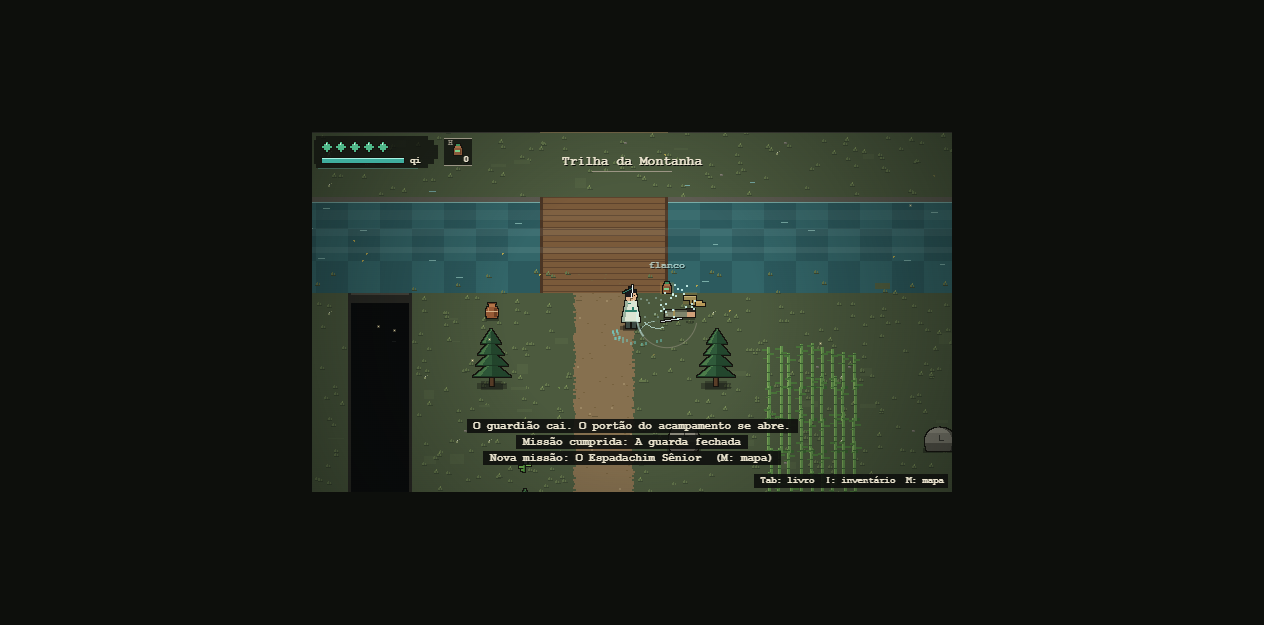 qi
H
0
Trilha da Montanha
flanco
O guardião cai. O portão do acampamento se abre.
Missão cumprida: A guarda fechada
Nova missão: O Espadachim Sênior (M: mapa)
Tab: livro I: inventário M: mapa